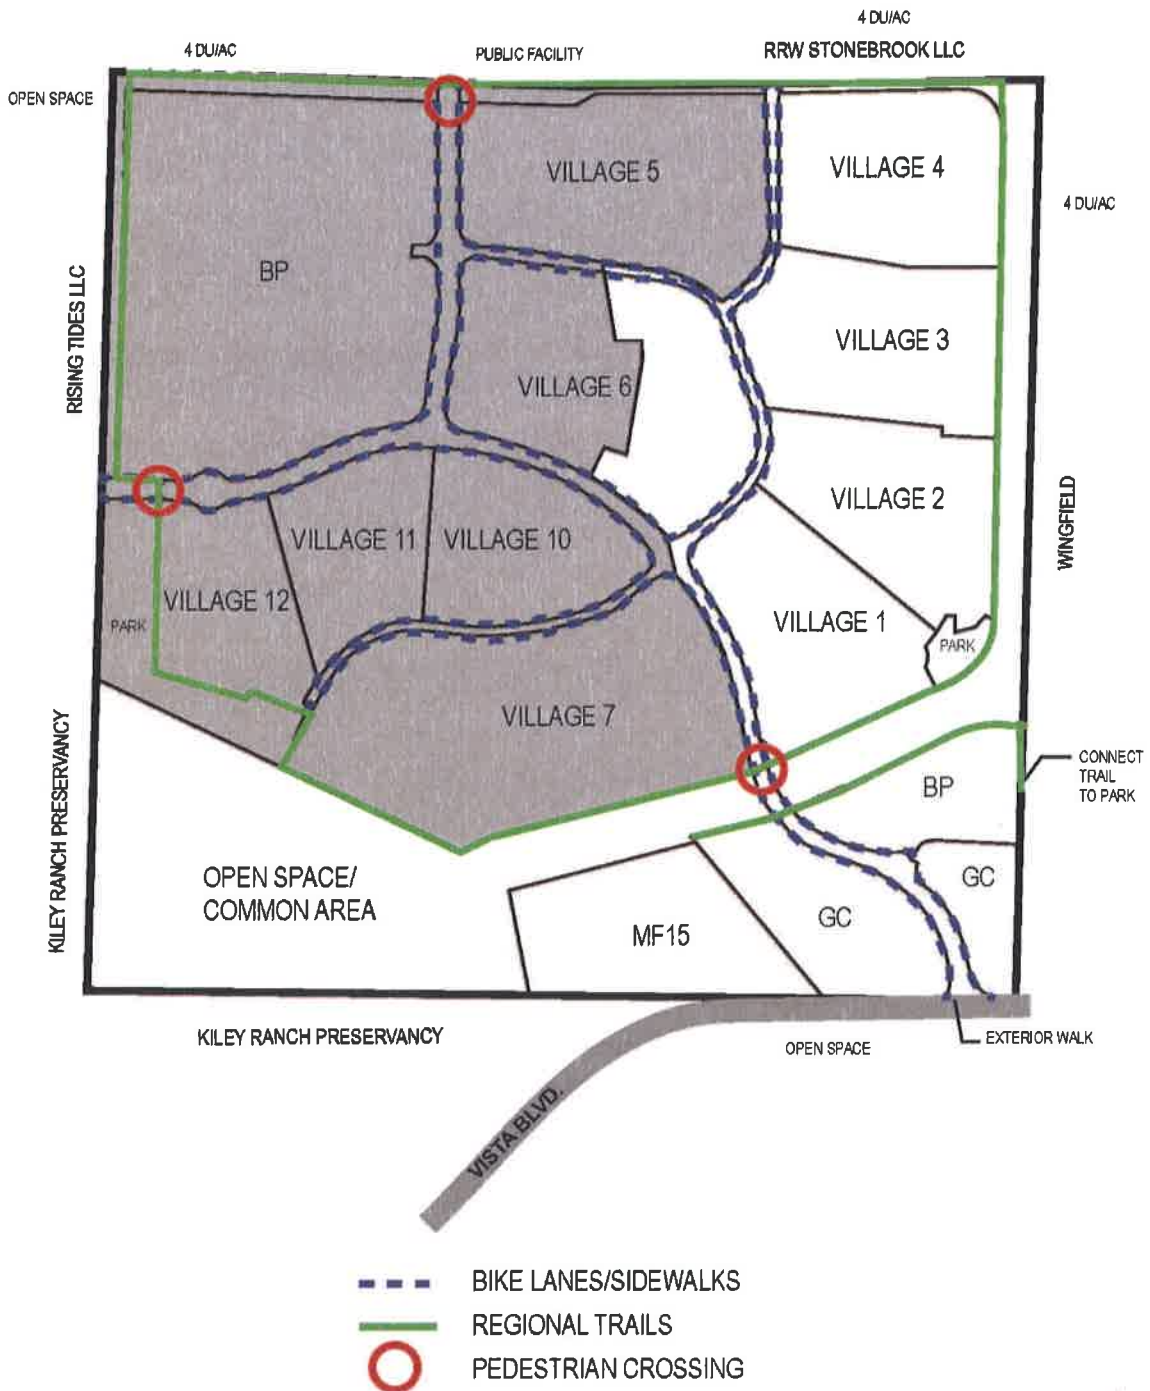 4 DU/AC
4 DU/AC
PUBLIC FACILITY
RRW STONEBROOK LLC
OPEN SPACE
VILLAGE 5
VILLAGE 4
4 DU/AC
BP
RISING TIDES LLC
VILLAGE 3
VILLAGE 6
VILLAGE 2
WINGFIELD
VILLAGE 11
VILLAGE 10
VILLAGE 12
PARK
VILLAGE 1
PARK
VILLAGE 7
KILEY RANCH PRESERVANCY
CONNECT
TRAIL
TO PARK
BP
OPEN SPACE/
COMMON AREA
GC
GC
MF15
KILEY RANCH PRESERVANCY
EXTERIOR WALK
OPEN SPACE
VISTA BLVD.
BIKE LANES/SIDEWALKS
REGIONAL TRAILS
PEDESTRIAN CROSSING